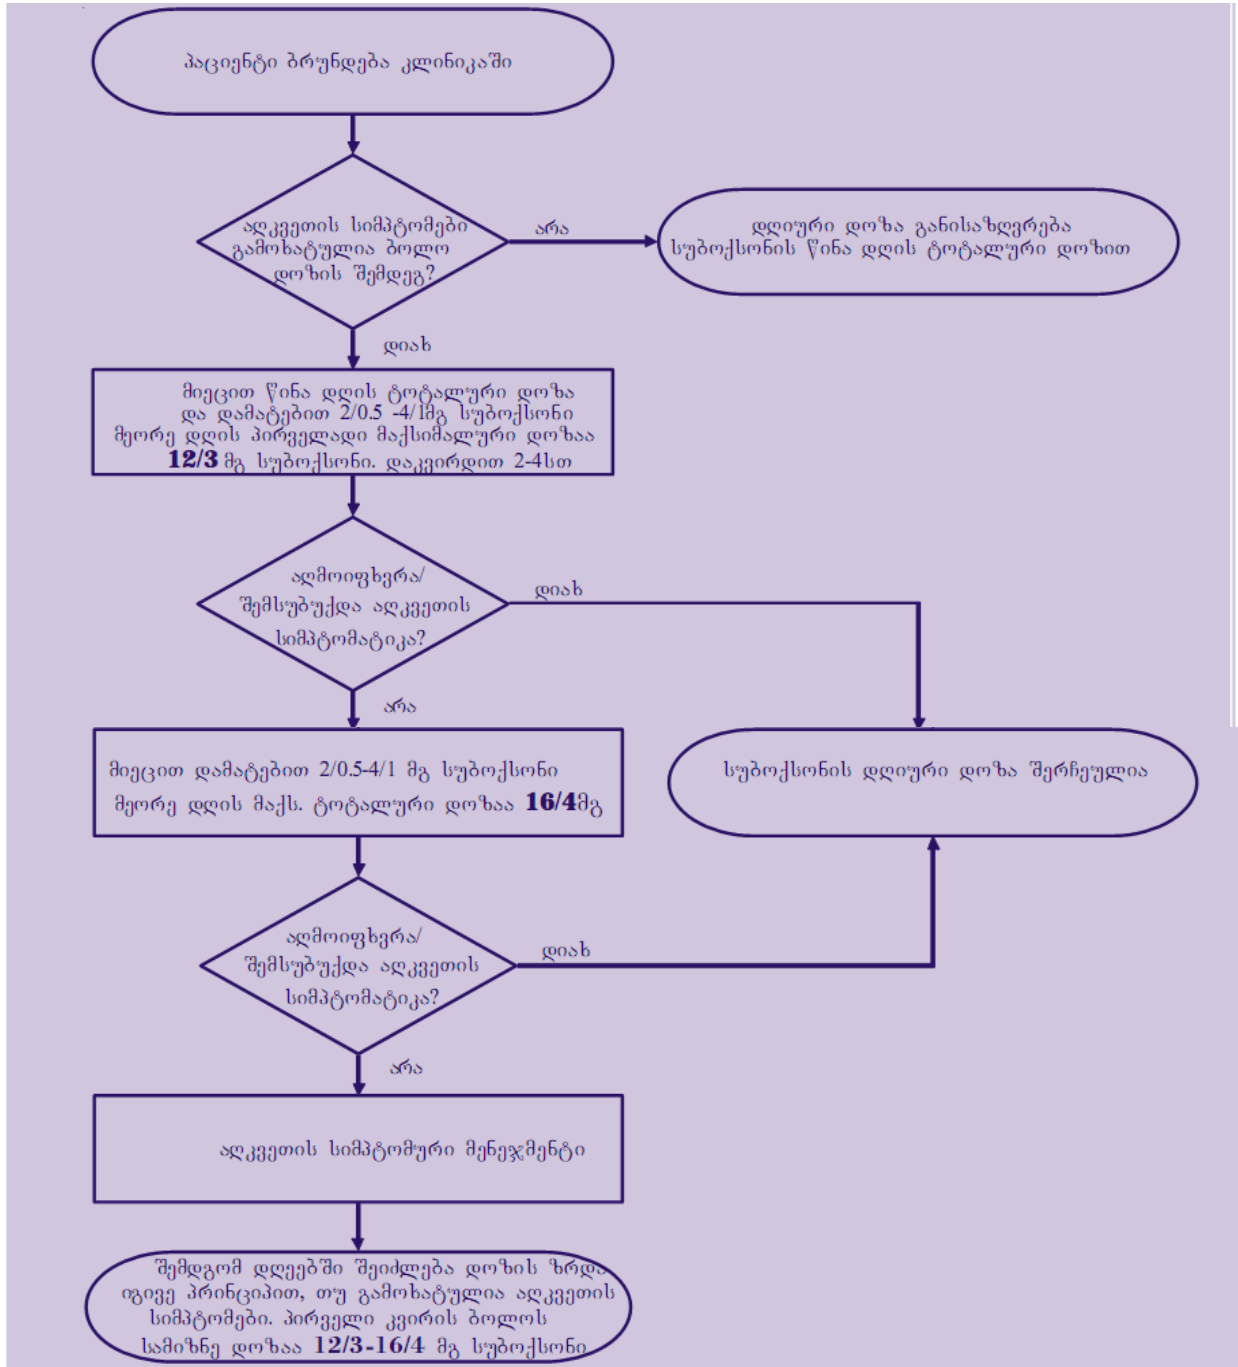 პაციენტი ბრუნდება კლინიკაში
აღკვეთის სიმპტომები
გამოხატულია ბოლო
დოზის შემდეგ?
არა
დღიური დოზა განისაზღვრება
სუბოქსონის წინა დღის ტოტალური დოზით
დიახ
მიეცით წინა დღის ტოტალური დოზა
და დამატებით 2/0.5 -4/1მგ სუბოქსონი
მეორე დღის პირველადი მაქსიმალური დოზაა
12/3 მგ სუბოქსონი. დაკვირდით 2-4სთ
აღმოიფხვრა/
შემსუბუქდა აღკვეთის
სიმპტომატიკა?
დიახ
არა
მიეცით დამატებით 2/0.5-4/1 მგ სუბოქსონი
მეორე დღის მაქს. ტოტალური დოზაა 16/4მგ
სუბოქსონის დღიური დოზა შერჩეულია
აღმოიფხვრა/
შემსუბუქდა აღკვეთის
სიმპტომატიკა?
დიახ
არა
აღკვეთის სიმპტომური მენეჯმენტი
შემდგომ დღეებში შეიძლება დოზის ზრდა
იგივე პრინციპით, თუ გამოხატულია აღკვეთის
სიმპტომები. პირველი კვირის ბოლოს
სამიზნე დოზაა 12/3-16/4 მგ სუბოქსონი